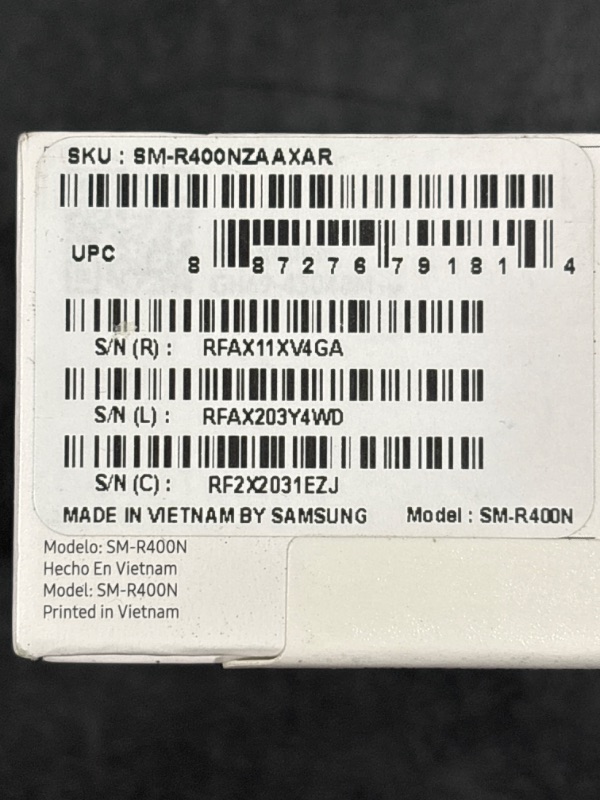 SKU : SM-R400NZAAXAR
UPC 8 87276 79181 4
S/N (R) : RFAX11XV4GA
S/N (L) : RFAX203Y4WD
S/N (C) : RF2X2031EZJ
MADE IN VIETNAM BY SAMSUNG Model : SM-R400N
Modelo: SM-R400N
Hecho En Vietnam
Model: SM-R400N
Printed in Vietnam